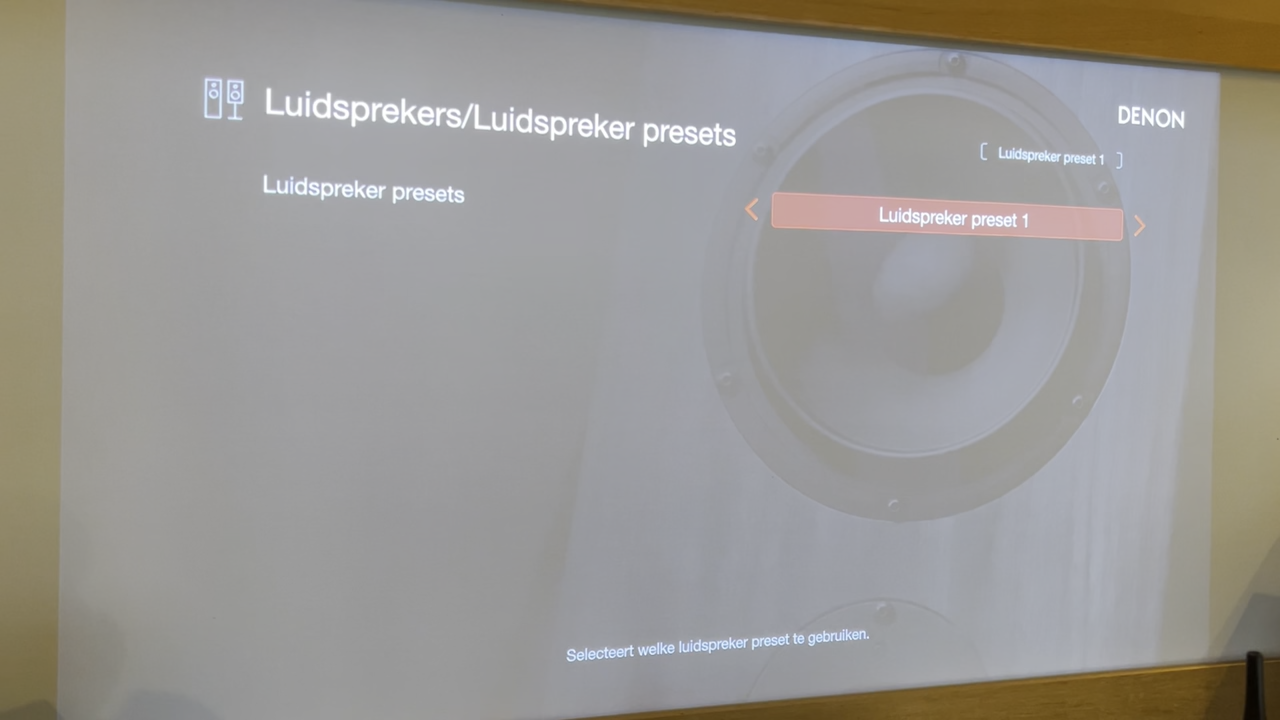 Luidsprekers/Luidspreker presets
DENON
Luidspreker preset 1
Luidspreker presets
Luidspreker preset 1
Selecteert welke luidspreker preset te gebruiken.